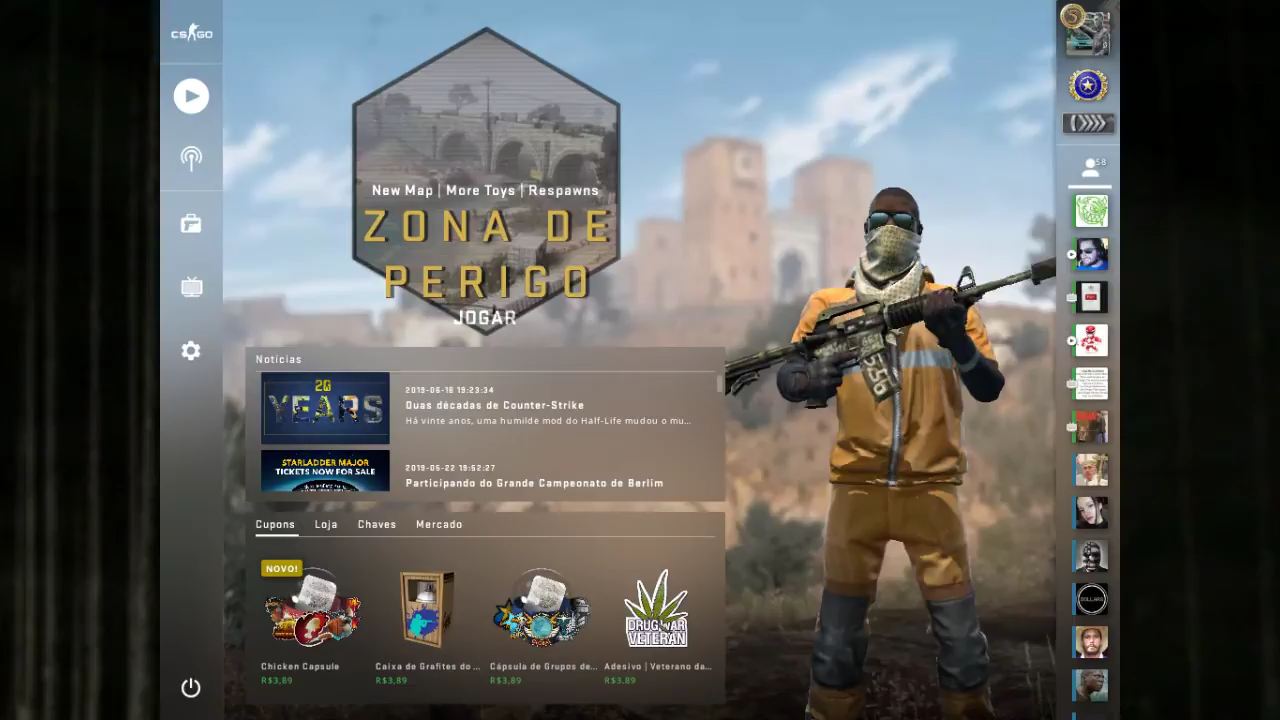 CS GO
58
New Map | More Toys | Respawns
ZONA DE
PERIGO
JOGAR
Notícias
20
YEARS
2019-06-18 19:23:34
Duas décadas de Counter-Strike
Há vinte anos, uma humilde mod do Half-Life mudou o mu...
STARLADDER MAJOR
TICKETS NOW FOR SALE
2019-05-22 19:52:27
Participando do Grande Campeonato de Berlim
Cupons Loja Chaves Mercado
NOVO!
DRUG WAR
VETERAN
Chicken Capsule
R$3,89
Caixa de Grafites do ...
R$3,89
Cápsula de Grupos de...
R$3,89
Adesivo | Veterano da...
R$3,89